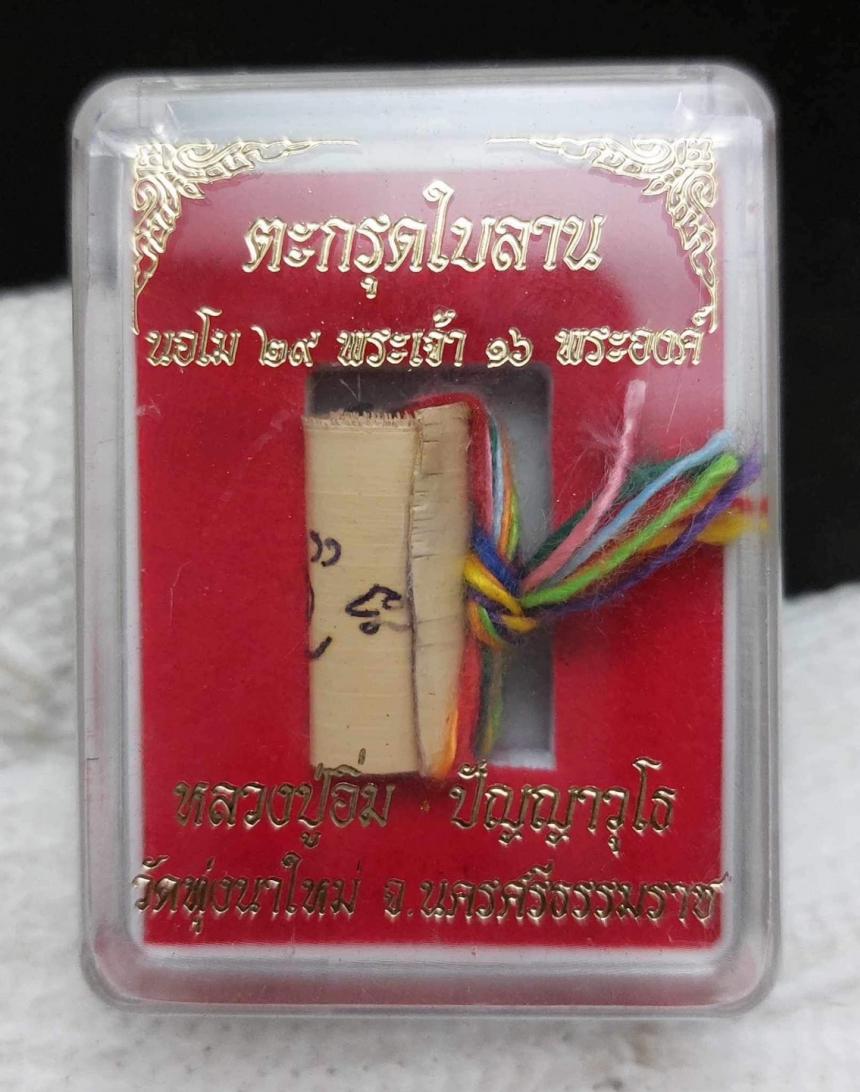 ตะกรุดใบลาน
นอโม ๒๙ พระเจ้า ๑๖ พระองค์
หลวงปู่อิ่ม ปัญญาวุโธ
วัดทุ่งนาใหม่ จ.นครศรีธรรมราช